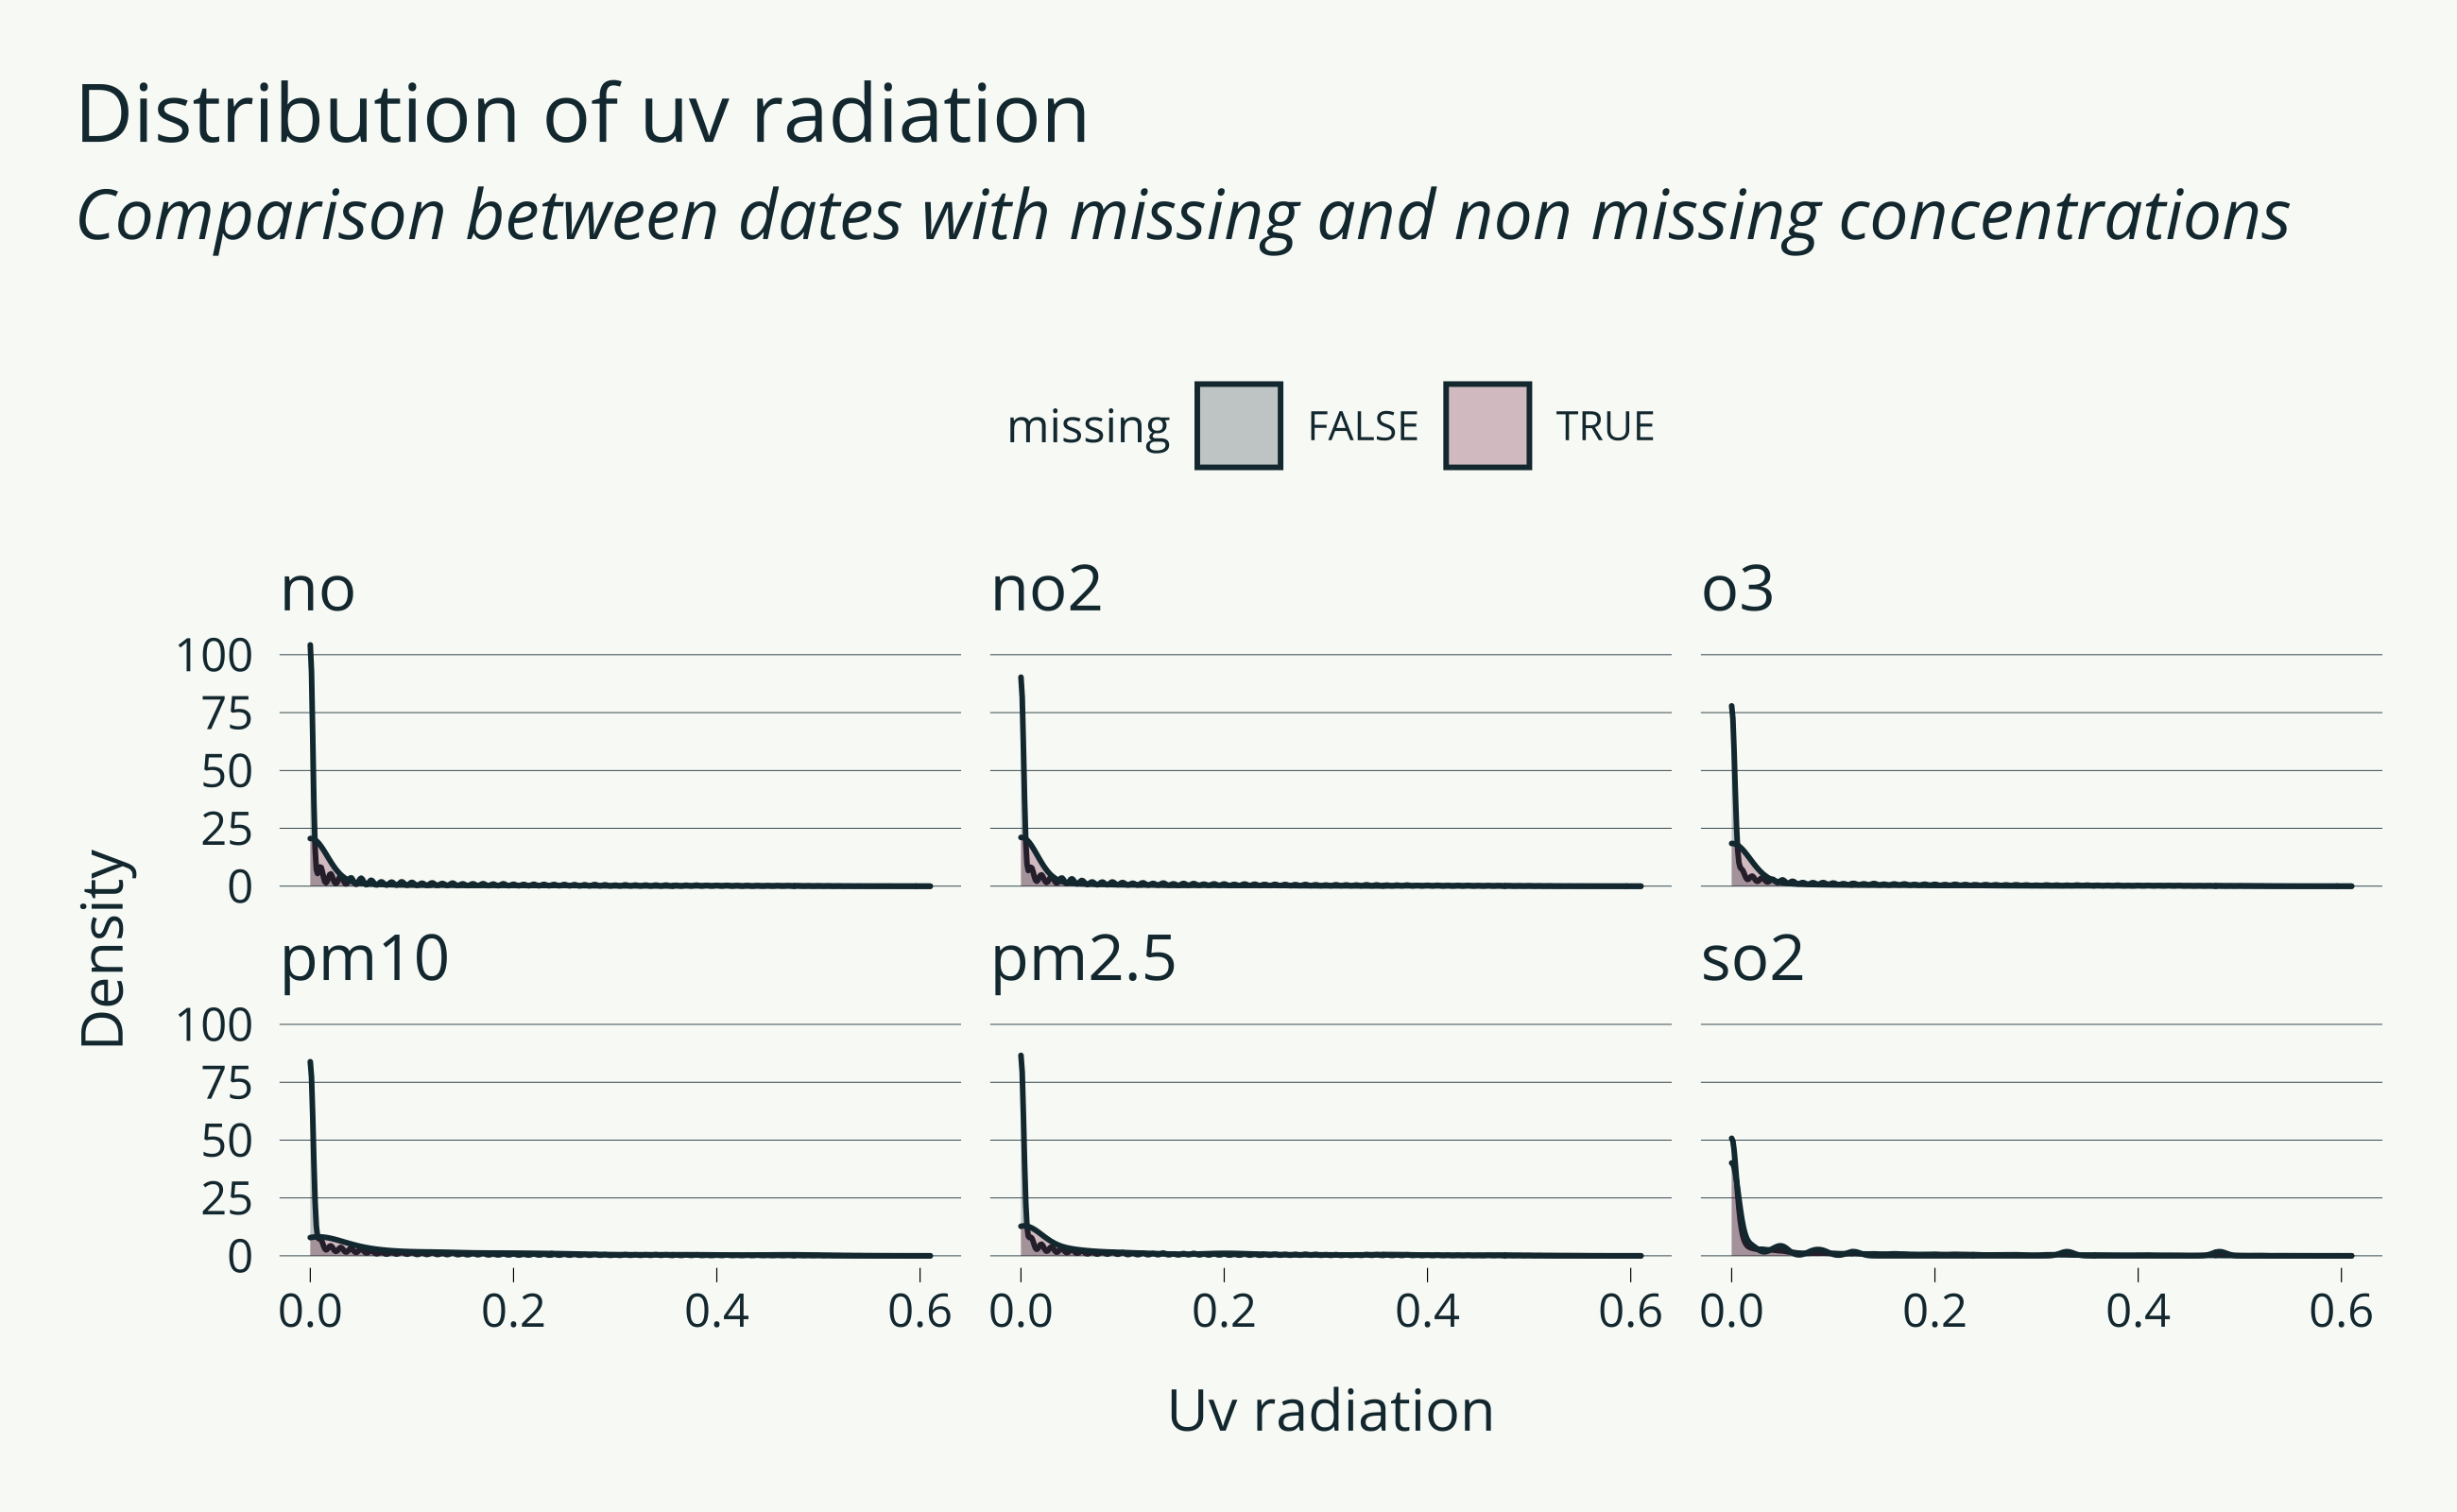 Distribution of uv radiation
Comparison between dates with missing and non missing concentrations
missing FALSE TRUE
no no2 o3
100
75
50
25
0
pm10 pm2.5 so2
100
75
50
25
0
Density
0.0 0.2 0.4 0.6 0.0 0.2 0.4 0.6 0.0 0.2 0.4 0.6
Uv radiation